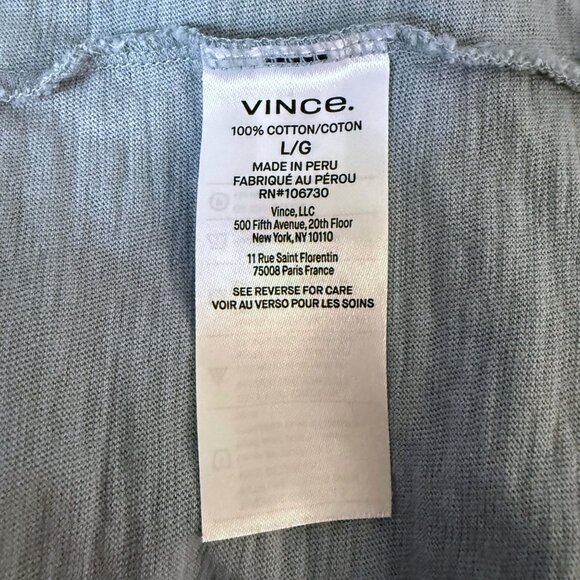 VINCE.
100% COTTON/COTON
L/G
MADE IN PERU
FABRIQUÉ AU PÉROU
RN#106730
Vince, LLC
500 Fifth Avenue, 20th Floor
New York, NY 10110
11 Rue Saint Florentin
75008 Paris France
SEE REVERSE FOR CARE
VOIR AU VERSO POUR LES SOINS